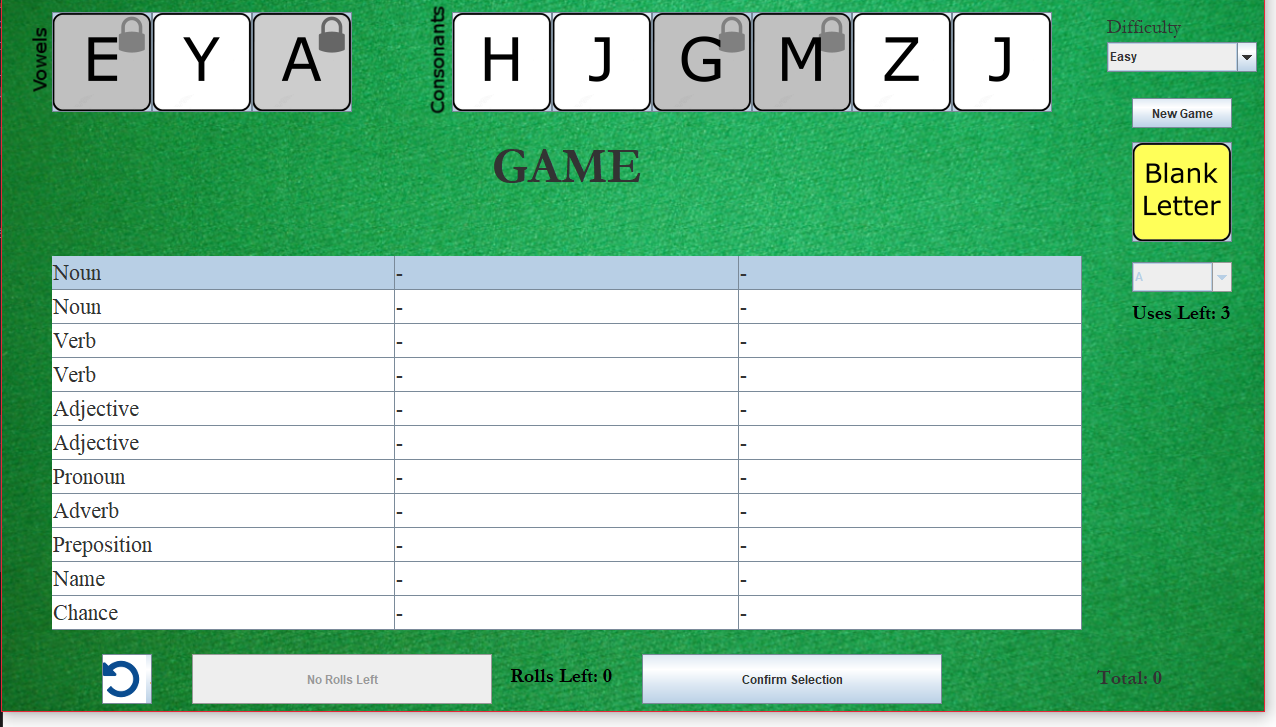 Vowels
E Y A
Consonants
H J G M Z J
Difficulty
Easy
New Game
GAME
Blank
Letter
A
Uses Left: 3
Noun - -
Noun - -
Verb - -
Verb - -
Adjective - -
Adjective - -
Pronoun - -
Adverb - -
Preposition - -
Name - -
Chance - -
No Rolls Left
Rolls Left: 0
Confirm Selection
Total: 0